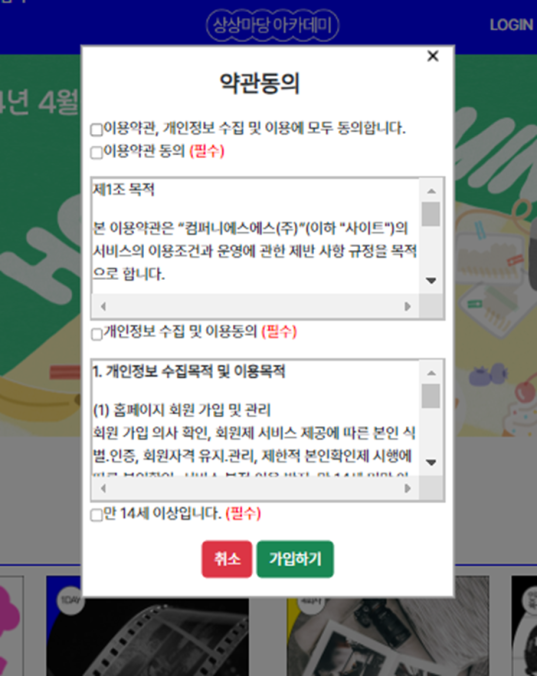 상상마당 아카데미
LOGIN
4년 4월
약관동의
이용약관, 개인정보 수집 및 이용에 모두 동의합니다.
이용약관 동의 (필수)
제1조 목적
본 이용약관은 “컴퍼니에스에스(주)”(이하 "사이트")의
서비스의 이용조건과 운영에 관한 제반 사항 규정을 목적
으로 합니다.
개인정보 수집 및 이용동의 (필수)
1. 개인정보 수집목적 및 이용목적
(1) 홈페이지 회원 가입 및 관리
회원 가입 의사 확인, 회원제 서비스 제공에 따른 본인 식
별.인증, 회원자격 유지.관리, 제한적 본인확인제 시행에
만 14세 이상입니다. (필수)
취소 가입하기
1DAY